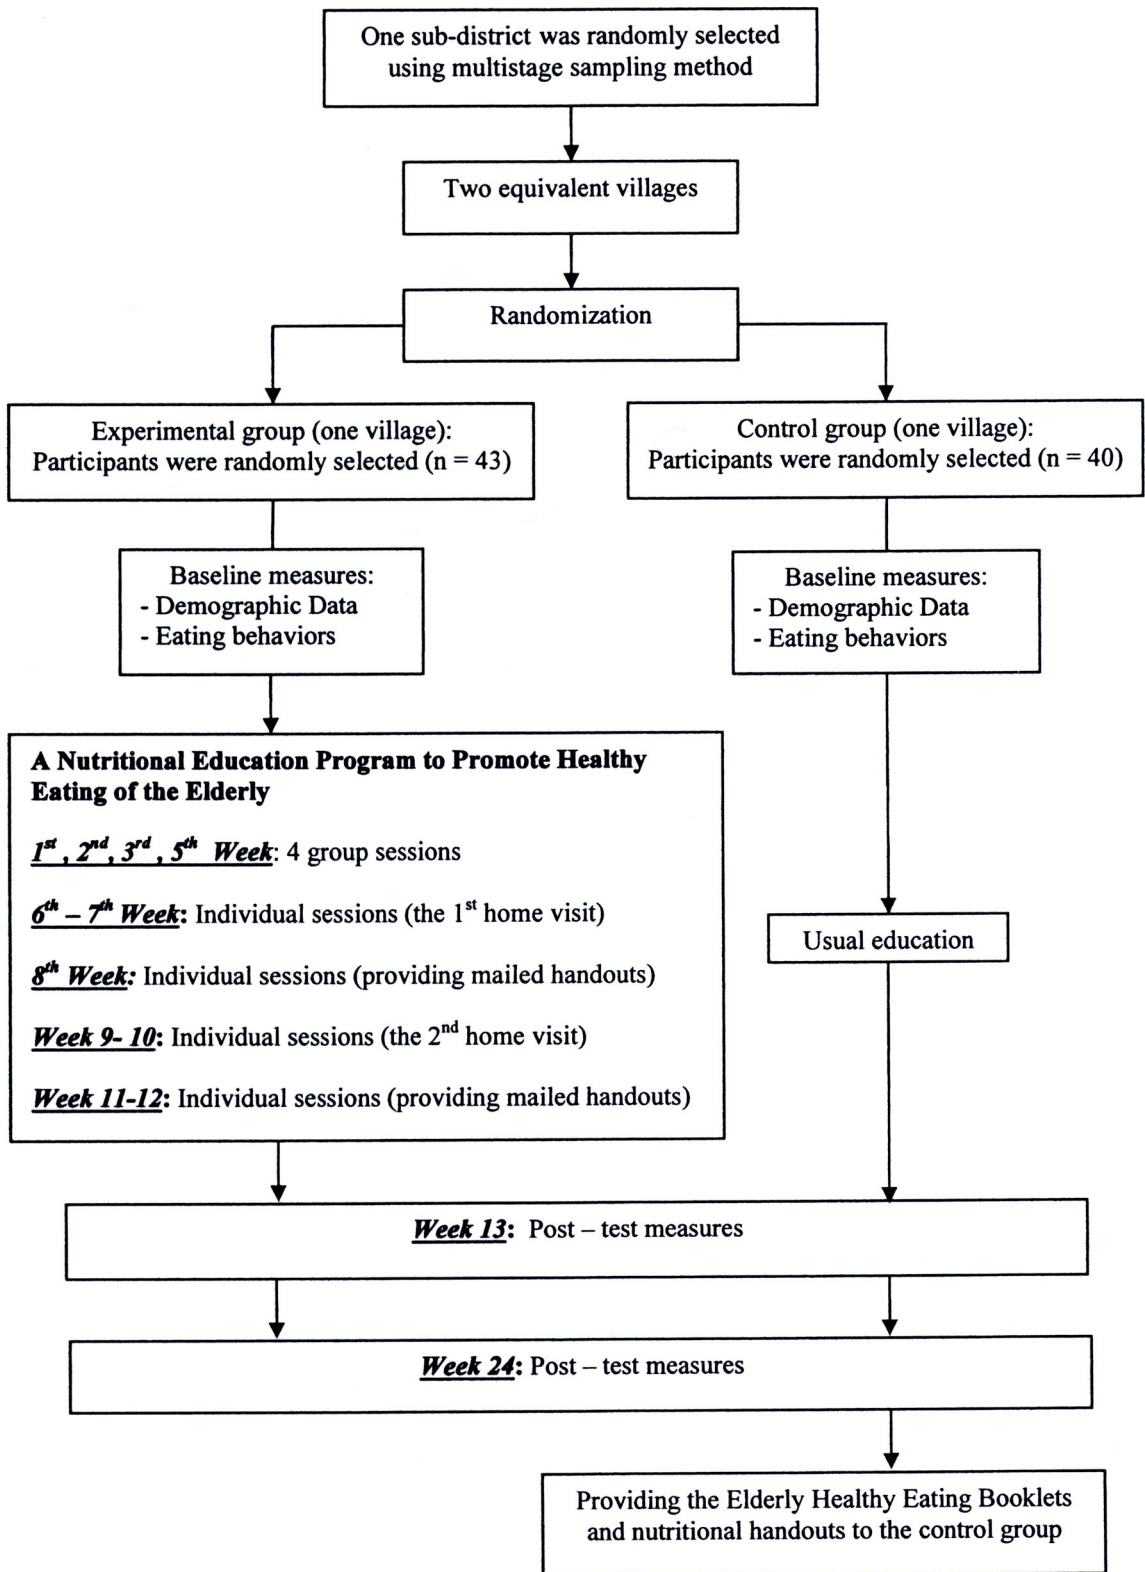 One sub-district was randomly selected
using multistage sampling method
Two equivalent villages
Randomization
Experimental group (one village):
Participants were randomly selected (n = 43)
Control group (one village):
Participants were randomly selected (n = 40)
Baseline measures:
- Demographic Data
- Eating behaviors
Baseline measures:
- Demographic Data
- Eating behaviors
A Nutritional Education Program to Promote Healthy
Eating of the Elderly
1st , 2nd, 3rd , 5th Week: 4 group sessions
6th – 7th Week: Individual sessions (the 1st home visit)
8th Week: Individual sessions (providing mailed handouts)
Week 9- 10: Individual sessions (the 2nd home visit)
Week 11-12: Individual sessions (providing mailed handouts)
Usual education
Week 13: Post – test measures
Week 24: Post – test measures
Providing the Elderly Healthy Eating Booklets
and nutritional handouts to the control group